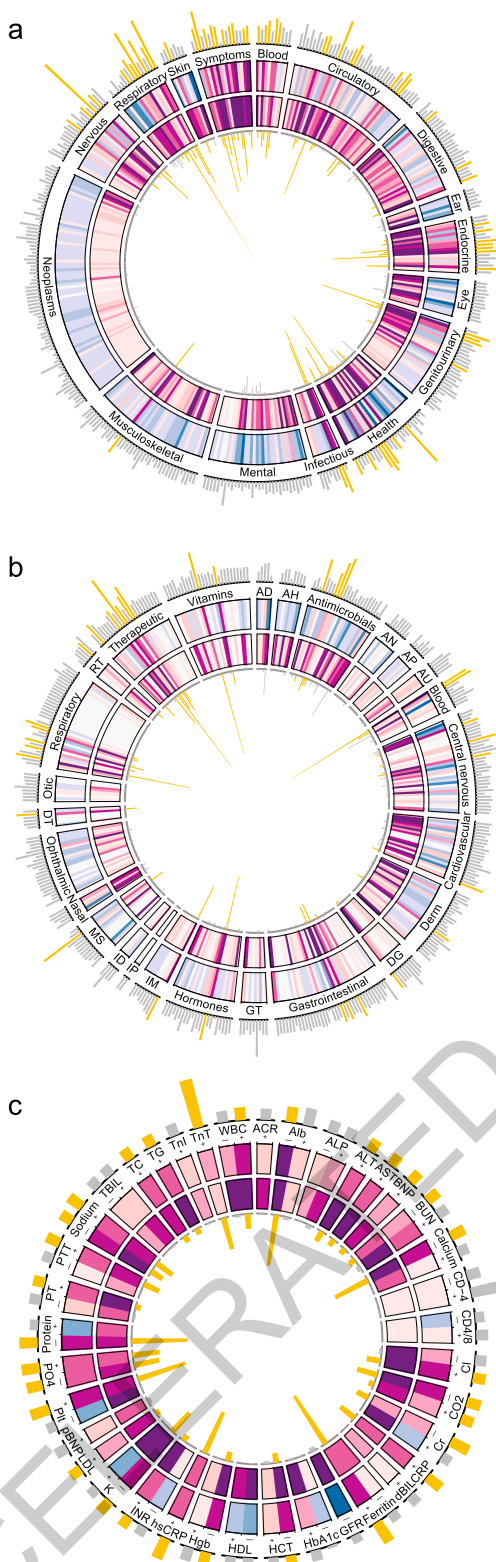 a
Blood
Circulatory
Digestive
Ear
Endocrine
Eye
Genitourinary
Health
Infectious
Mental
Musculoskeletal
Neoplasms
Nervous
Respiratory
Skin
Symptoms
b
AD
AH
Antimicrobials
AN
AP
AU
Blood
Central nervous
Cardiovascular
Derm
DG
Gastrointestinal
GT
Hormones
IM
IP
ID
MS
Nasal
Ophthalmic
DT
Otic
Respiratory
RT
Therapeutic
Vitamins
c
ACR
Alb
ALP
ALT
AST
BNP
BUN
Calcium
CD-4
CD4/8
Cl
CO2
Cr
CRP
dBIL
Ferritin
GFR
HbA1c
HCT
HDL
Hgb
hsCRP
INR
K
LDL
pBNP
Plt
PO4
Protein
PT
PTT
Sodium
TBIL
TC
TG
TnI
TnT
WBC